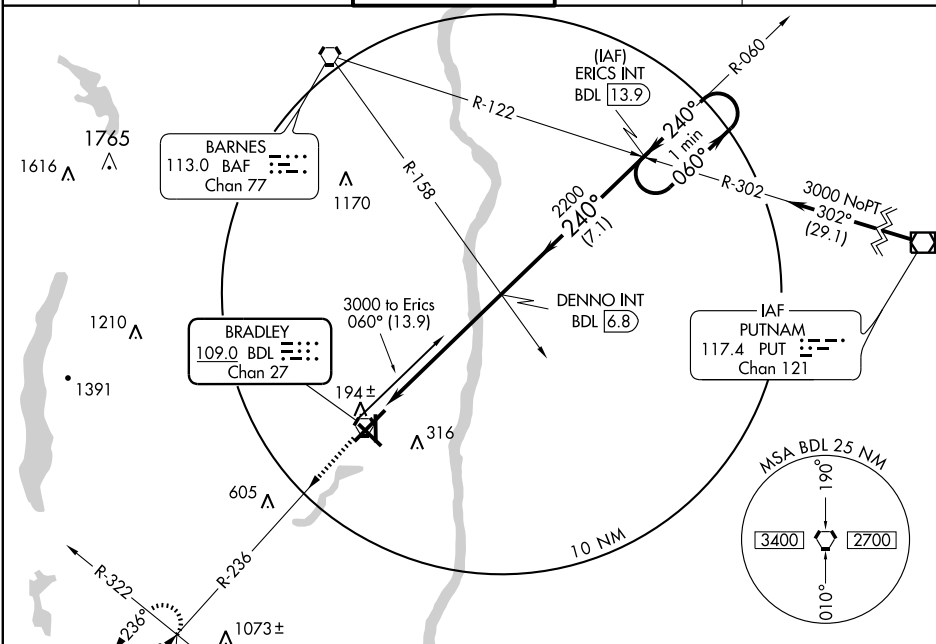 (IAF)
ERICS INT
BDL 13.9
R-060
R-122
240°
1 min
060°
1765
1616
BARNES
113.0 BAF
Chan 77
1170
R-158
R-302
3000 NoPT
302°
(29.1)
2200
240°
(7.1)
1210
1391
3000 to Erics
060° (13.9)
DENNO INT
BDL 6.8
BRADLEY
109.0 BDL
Chan 27
IAF
PUTNAM
117.4 PUT
Chan 121
194±
316
605
MSA BDL 25 NM
190°
3400
2700
010°
10 NM
R-322
R-236
236°
1073±